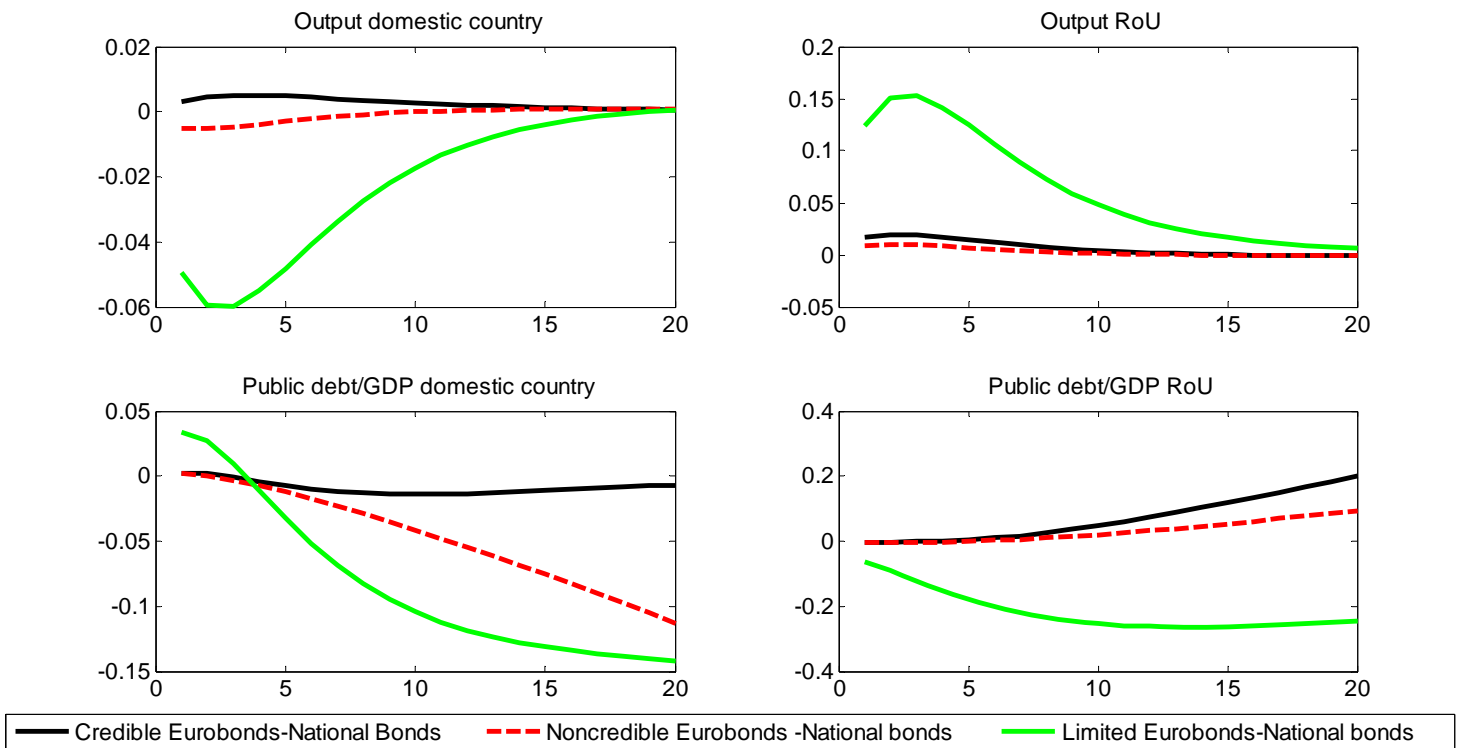 Output domestic country
Output RoU
0.02
0
-0.02
-0.04
-0.06
0 5 10 15 20
0.2
0.15
0.1
0.05
0
-0.05
0 5 10 15 20
Public debt/GDP domestic country
Public debt/GDP RoU
0.05
0
-0.05
-0.1
-0.15
0 5 10 15 20
0.4
0.2
0
-0.2
-0.4
0 5 10 15 20
Credible Eurobonds-National Bonds Noncredible Eurobonds -National bonds Limited Eurobonds-National bonds